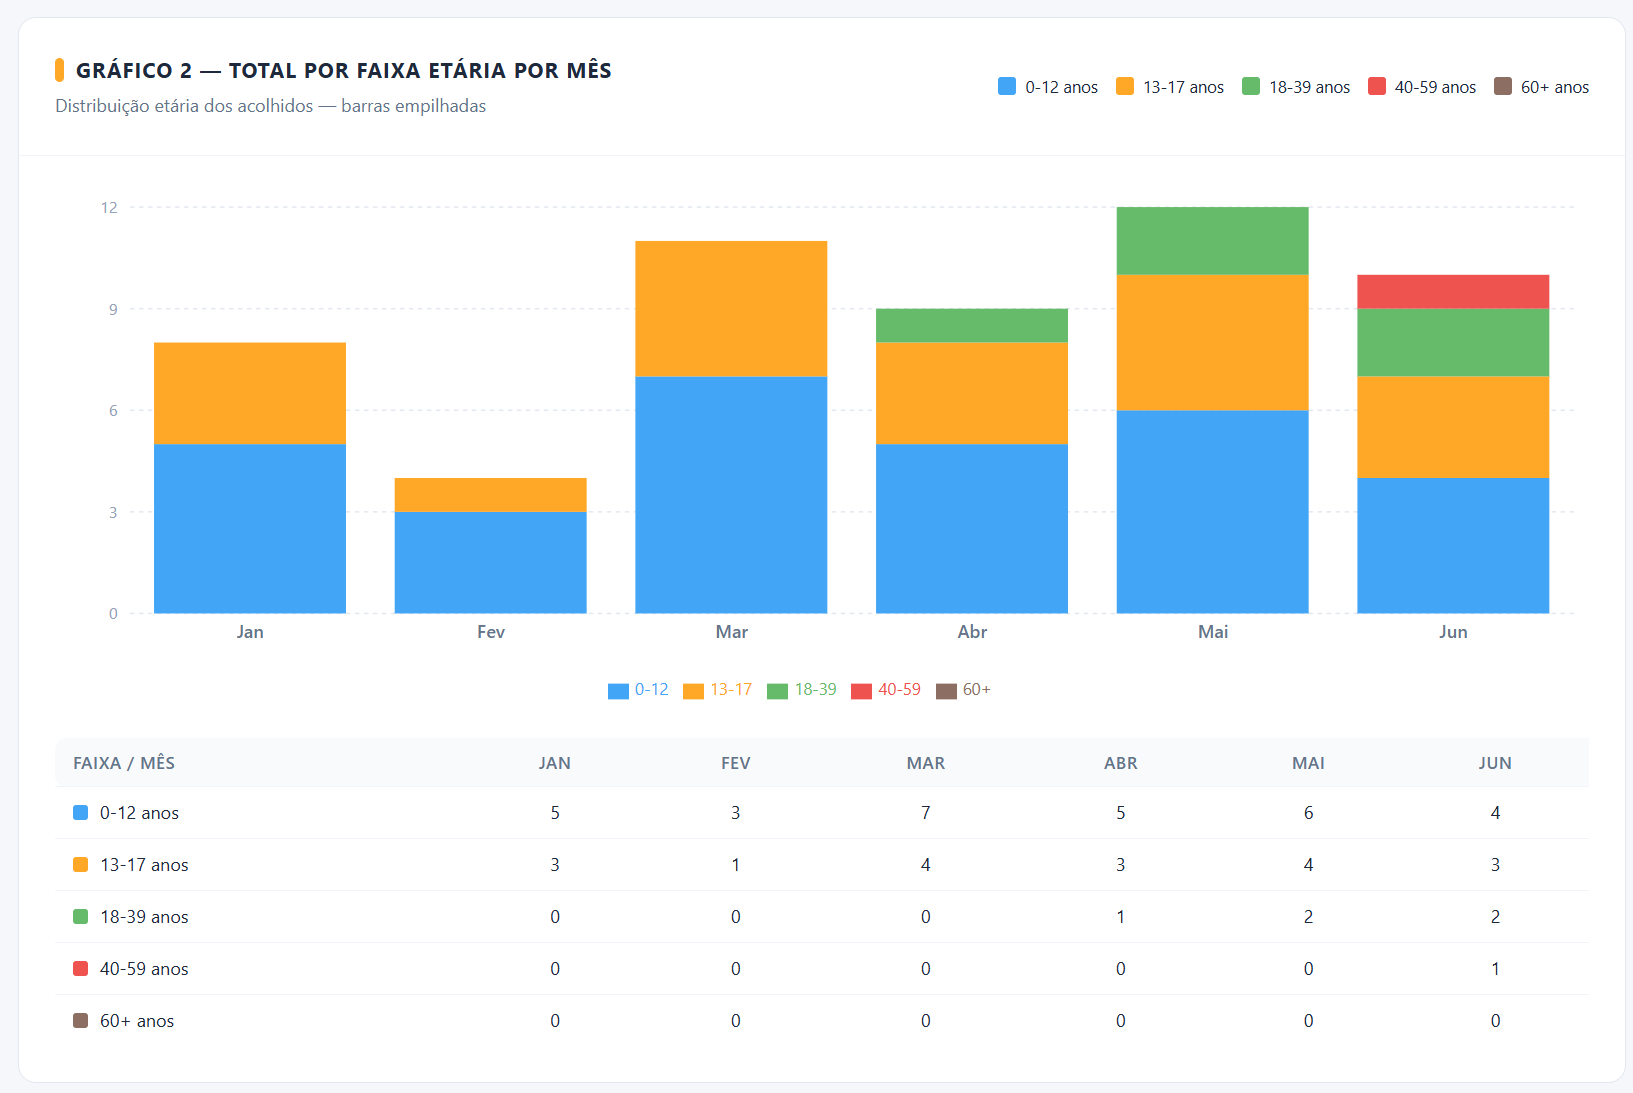 GRÁFICO 2 — TOTAL POR FAIXA ETÁRIA POR MÊS
Distribuição etária dos acolhidos — barras empilhadas
0-12 anos 13-17 anos 18-39 anos 40-59 anos 60+ anos
12
9
6
3
0
Jan Fev Mar Abr Mai Jun
0-12 13-17 18-39 40-59 60+
FAIXA / MÊS JAN FEV MAR ABR MAI JUN
0-12 anos 5 3 7 5 6 4
13-17 anos 3 1 4 3 4 3
18-39 anos 0 0 0 1 2 2
40-59 anos 0 0 0 0 0 1
60+ anos 0 0 0 0 0 0